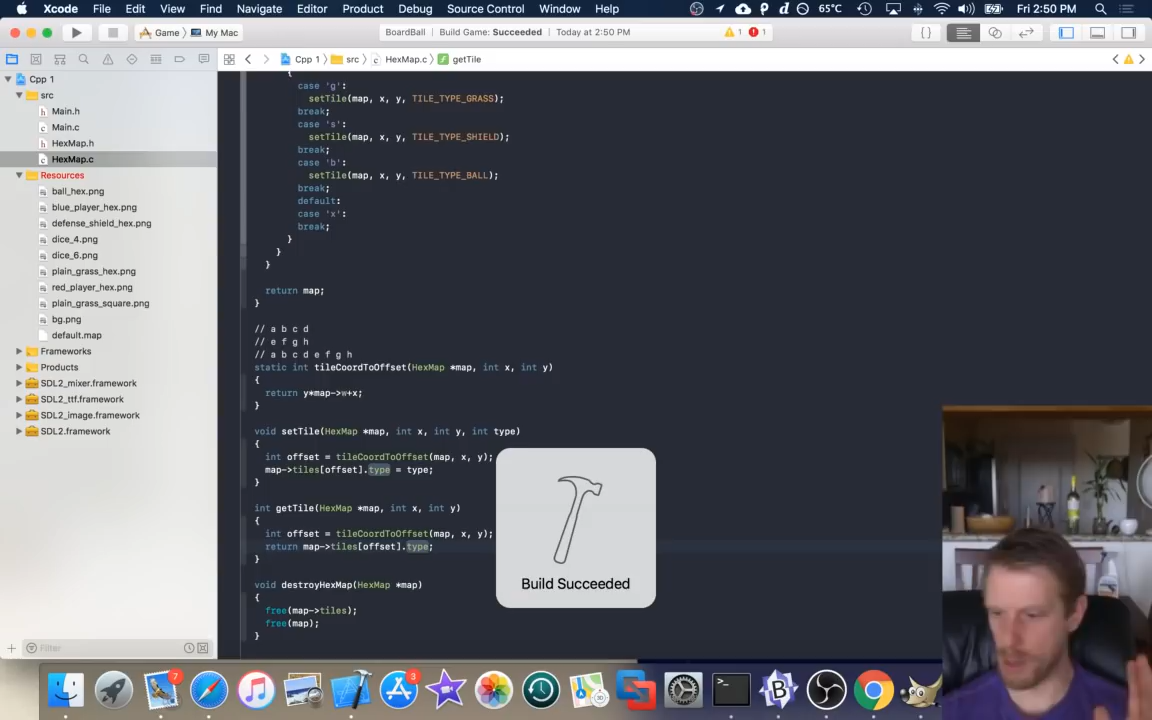 Xcode File Edit View Find Navigate Editor Product Debug Source Control Window Help 65°C Fri 2:50 PM
Game My Mac BoardBall Build Game: Succeeded Today at 2:50 PM 1 1
Cpp 1 src HexMap.c getTile
Cpp 1
src
Main.h
Main.c
HexMap.h
HexMap.c
Resources
ball_hex.png
blue_player_hex.png
defense_shield_hex.png
dice_4.png
dice_6.png
plain_grass_hex.png
red_player_hex.png
plain_grass_square.png
bg.png
default.map
Frameworks
Products
SDL2_mixer.framework
SDL2_ttf.framework
SDL2_image.framework
SDL2.framework
Filter
{
case 'g':
setTile(map, x, y, TILE_TYPE_GRASS);
break;
case 's':
setTile(map, x, y, TILE_TYPE_SHIELD);
break;
case 'b':
setTile(map, x, y, TILE_TYPE_BALL);
break;
default:
case 'x':
break;
}
}
}
return map;
}
// a b c d
// e f g h
// a b c d e f g h
static int tileCoordToOffset(HexMap *map, int x, int y)
{
return y*map->w+x;
}
void setTile(HexMap *map, int x, int y, int type)
{
int offset = tileCoordToOffset(map, x, y);
map->tiles[offset].type = type;
}
int getTile(HexMap *map, int x, int y)
{
int offset = tileCoordToOffset(map, x, y);
return map->tiles[offset].type;
}
void destroyHexMap(HexMap *map)
{
free(map->tiles);
free(map);
}
Build Succeeded
7
3